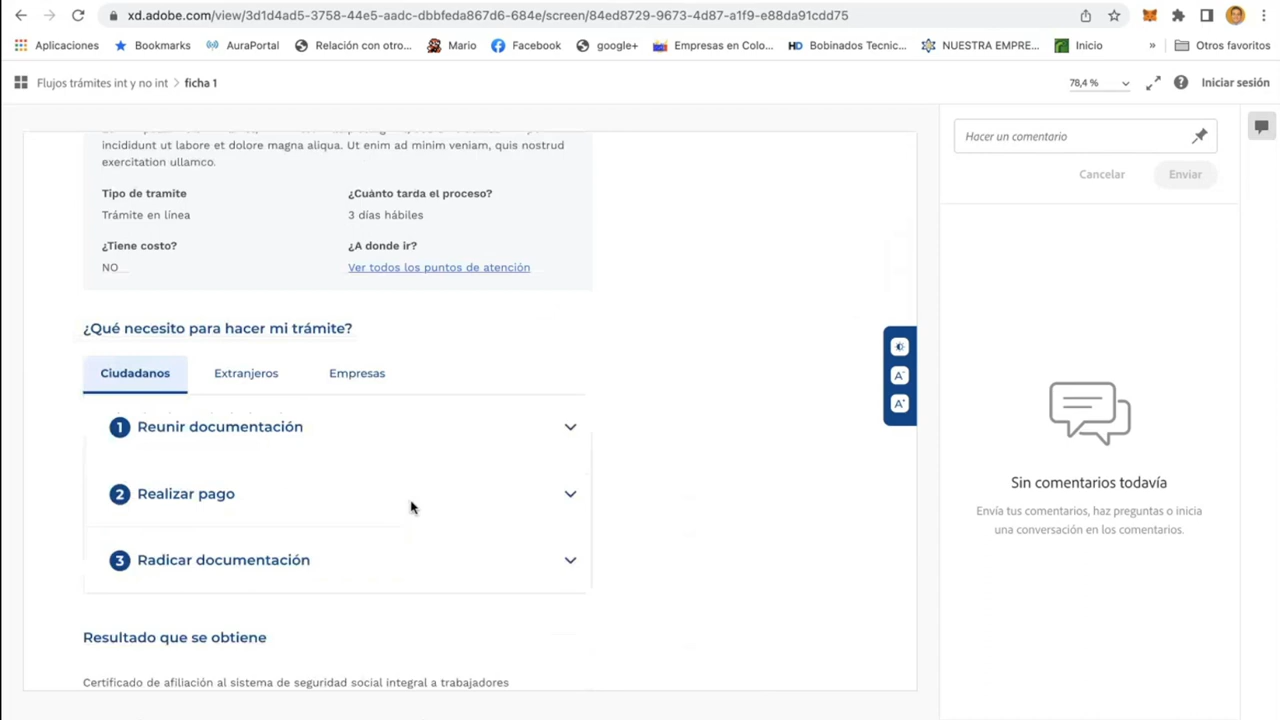 xd.adobe.com/view/3d1d4ad5-3758-44e5-aadc-dbbfeda867d6-684e/screen/84ed8729-9673-4d87-a1f9-e88da91cdd75
Aplicaciones Bookmarks AuraPortal Relación con otro... Mario Facebook google+ Empresas en Colo... HD Bobinados Tecnic... NUESTRA EMPRE... Inicio » Otros favoritos
Flujos trámites int y no int > ficha 1 78,4 % Iniciar sesión
incididunt ut labore et dolore magna aliqua. Ut enim ad minim veniam, quis nostrud
exercitation ullamco.
Tipo de tramite ¿Cuánto tarda el proceso?
Trámite en línea 3 días hábiles
¿Tiene costo? ¿A donde ir?
NO Ver todos los puntos de atención
¿Qué necesito para hacer mi trámite?
Ciudadanos Extranjeros Empresas
1 Reunir documentación
2 Realizar pago
3 Radicar documentación
Resultado que se obtiene
Certificado de afiliación al sistema de seguridad social integral a trabajadores
A-
A+
Hacer un comentario
Cancelar Enviar
Sin comentarios todavía
Envía tus comentarios, haz preguntas o inicia
una conversación en los comentarios.